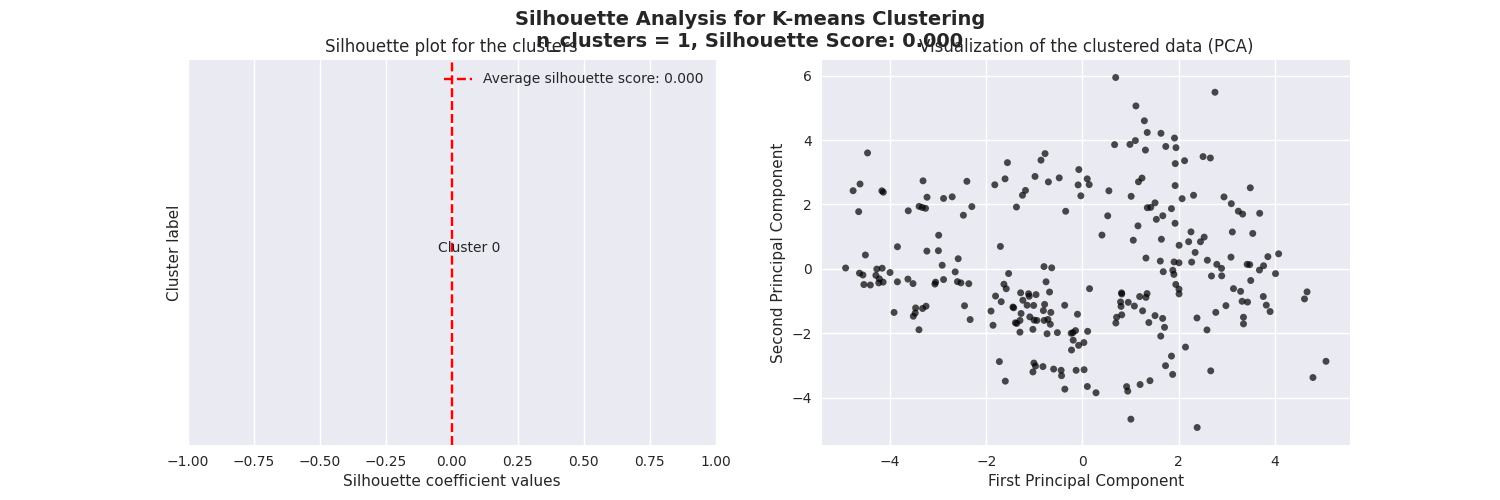 Silhouette Analysis for K-means Clustering
n_clusters = 1, Silhouette Score: 0.000
Silhouette plot for the clusters
Average silhouette score: 0.000
Cluster 0
Cluster label
−1.00 −0.75 −0.50 −0.25 0.00 0.25 0.50 0.75 1.00
Silhouette coefficient values
Visualization of the clustered data (PCA)
6
4
2
0
−2
−4
Second Principal Component
−4 −2 0 2 4
First Principal Component